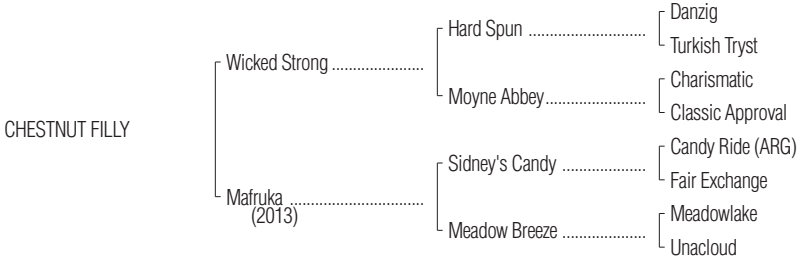 Danzig
Hard Spun ............................
Turkish Tryst
Wicked Strong ......................
Charismatic
Moyne Abbey........................
Classic Approval
CHESTNUT FILLY
Candy Ride (ARG)
Sidney's Candy ....................
Fair Exchange
Mafruka ................................
(2013)
Meadowlake
Meadow Breeze ....................
Unacloud